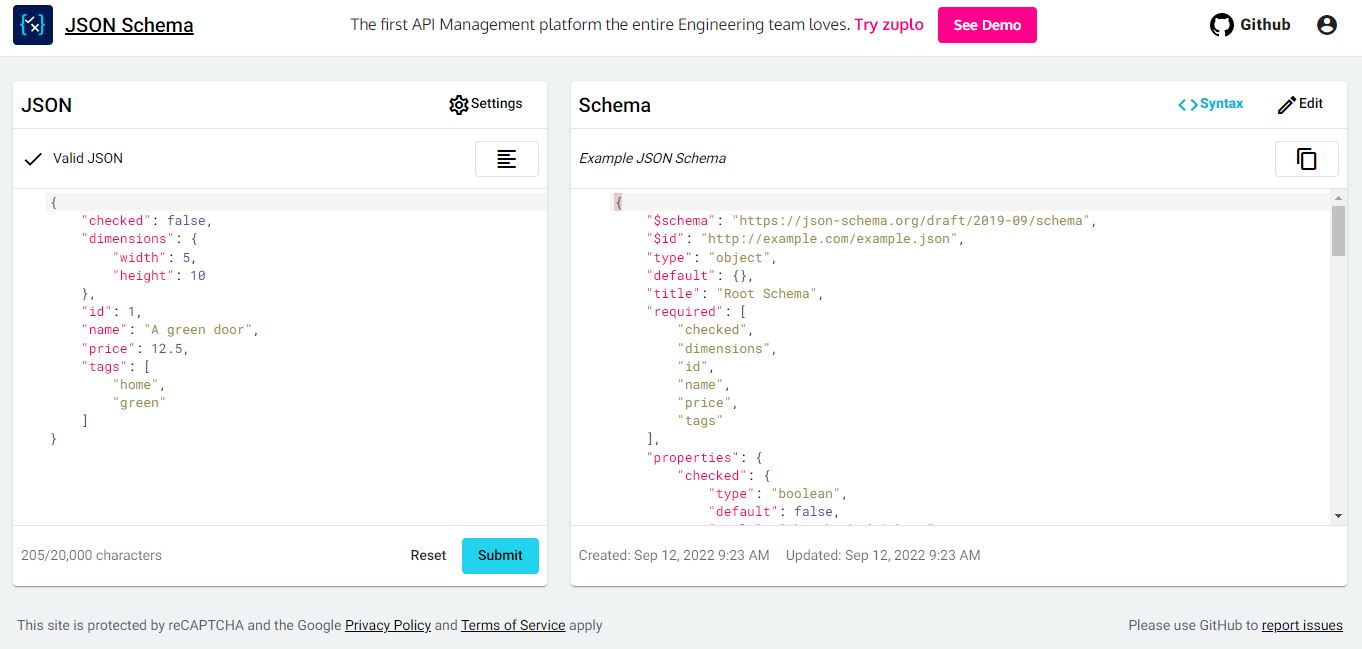 JSON Schema
The first API Management platform the entire Engineering team loves. Try zuplo
See Demo
Github
JSON
Settings
Valid JSON
{
    "checked": false,
    "dimensions": {
        "width": 5,
        "height": 10
    },
    "id": 1,
    "name": "A green door",
    "price": 12.5,
    "tags": [
        "home",
        "green"
    ]
}
205/20,000 characters
Reset
Submit
Schema
Syntax
Edit
Example JSON Schema
{
    "$schema": "https://json-schema.org/draft/2019-09/schema",
    "$id": "http://example.com/example.json",
    "type": "object",
    "default": {},
    "title": "Root Schema",
    "required": [
        "checked",
        "dimensions",
        "id",
        "name",
        "price",
        "tags"
    ],
    "properties": {
        "checked": {
            "type": "boolean",
            "default": false,
Created: Sep 12, 2022 9:23 AM Updated: Sep 12, 2022 9:23 AM
This site is protected by reCAPTCHA and the Google Privacy Policy and Terms of Service apply
Please use GitHub to report issues